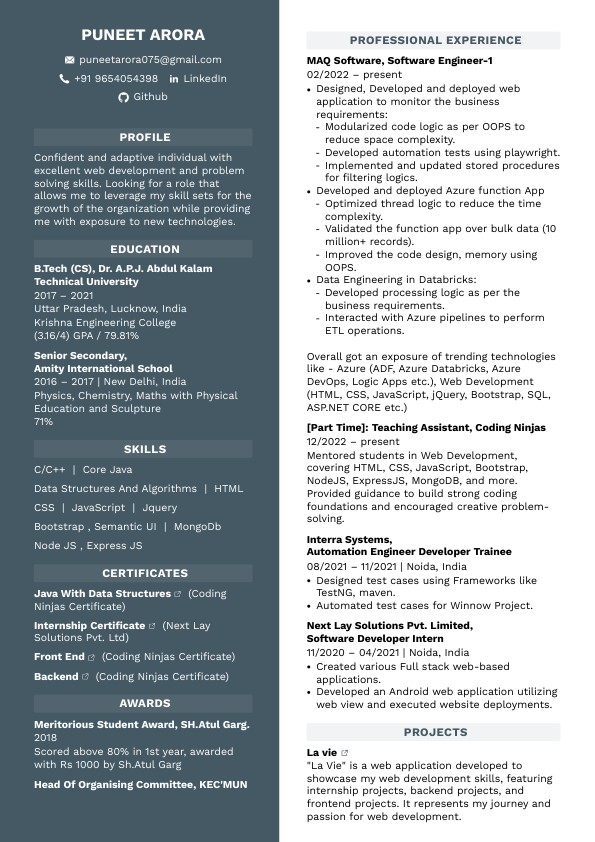 PUNEET ARORA
puneetarora075@gmail.com
+91 9654054398 LinkedIn
Github
PROFILE
Confident and adaptive individual with
excellent web development and problem
solving skills. Looking for a role that
allows me to leverage my skill sets for the
growth of the organization while providing
me with exposure to new technologies.
EDUCATION
B.Tech (CS), Dr. A.P.J. Abdul Kalam
Technical University
2017 – 2021
Uttar Pradesh, Lucknow, India
Krishna Engineering College
(3.16/4) GPA / 79.81%
Senior Secondary,
Amity International School
2016 – 2017 | New Delhi, India
Physics, Chemistry, Maths with Physical
Education and Sculpture
71%
SKILLS
C/C++ | Core Java
Data Structures And Algorithms | HTML
CSS | JavaScript | Jquery
Bootstrap , Semantic UI | MongoDb
Node JS , Express JS
CERTIFICATES
Java With Data Structures (Coding
Ninjas Certificate)
Internship Certificate (Next Lay
Solutions Pvt. Ltd)
Front End (Coding Ninjas Certificate)
Backend (Coding Ninjas Certificate)
AWARDS
Meritorious Student Award, SH.Atul Garg.
2018
Scored above 80% in 1st year, awarded
with Rs 1000 by Sh.Atul Garg
Head Of Organising Committee, KEC'MUN
PROFESSIONAL EXPERIENCE
MAQ Software, Software Engineer-1
02/2022 – present
• Designed, Developed and deployed web
application to monitor the business
requirements:
- Modularized code logic as per OOPS to
reduce space complexity.
- Developed automation tests using playwright.
- Implemented and updated stored procedures
for filtering logics.
• Developed and deployed Azure function App
- Optimized thread logic to reduce the time
complexity.
- Validated the function app over bulk data (10
million+ records).
- Improved the code design, memory using
OOPS.
• Data Engineering in Databricks:
- Developed processing logic as per the
business requirements.
- Interacted with Azure pipelines to perform
ETL operations.
Overall got an exposure of trending technologies
like - Azure (ADF, Azure Databricks, Azure
DevOps, Logic Apps etc.), Web Development
(HTML, CSS, JavaScript, jQuery, Bootstrap, SQL,
ASP.NET CORE etc.)
[Part Time]: Teaching Assistant, Coding Ninjas
12/2022 – present
Mentored students in Web Development,
covering HTML, CSS, JavaScript, Bootstrap,
NodeJS, ExpressJS, MongoDB, and more.
Provided guidance to build strong coding
foundations and encouraged creative problem-
solving.
Interra Systems,
Automation Engineer Developer Trainee
08/2021 – 11/2021 | Noida, India
• Designed test cases using Frameworks like
TestNG, maven.
• Automated test cases for Winnow Project.
Next Lay Solutions Pvt. Limited,
Software Developer Intern
11/2020 – 04/2021 | Noida, India
• Created various Full stack web-based
applications.
• Developed an Android web application utilizing
web view and executed website deployments.
PROJECTS
La vie
"La Vie" is a web application developed to
showcase my web development skills, featuring
internship projects, backend projects, and
frontend projects. It represents my journey and
passion for web development.